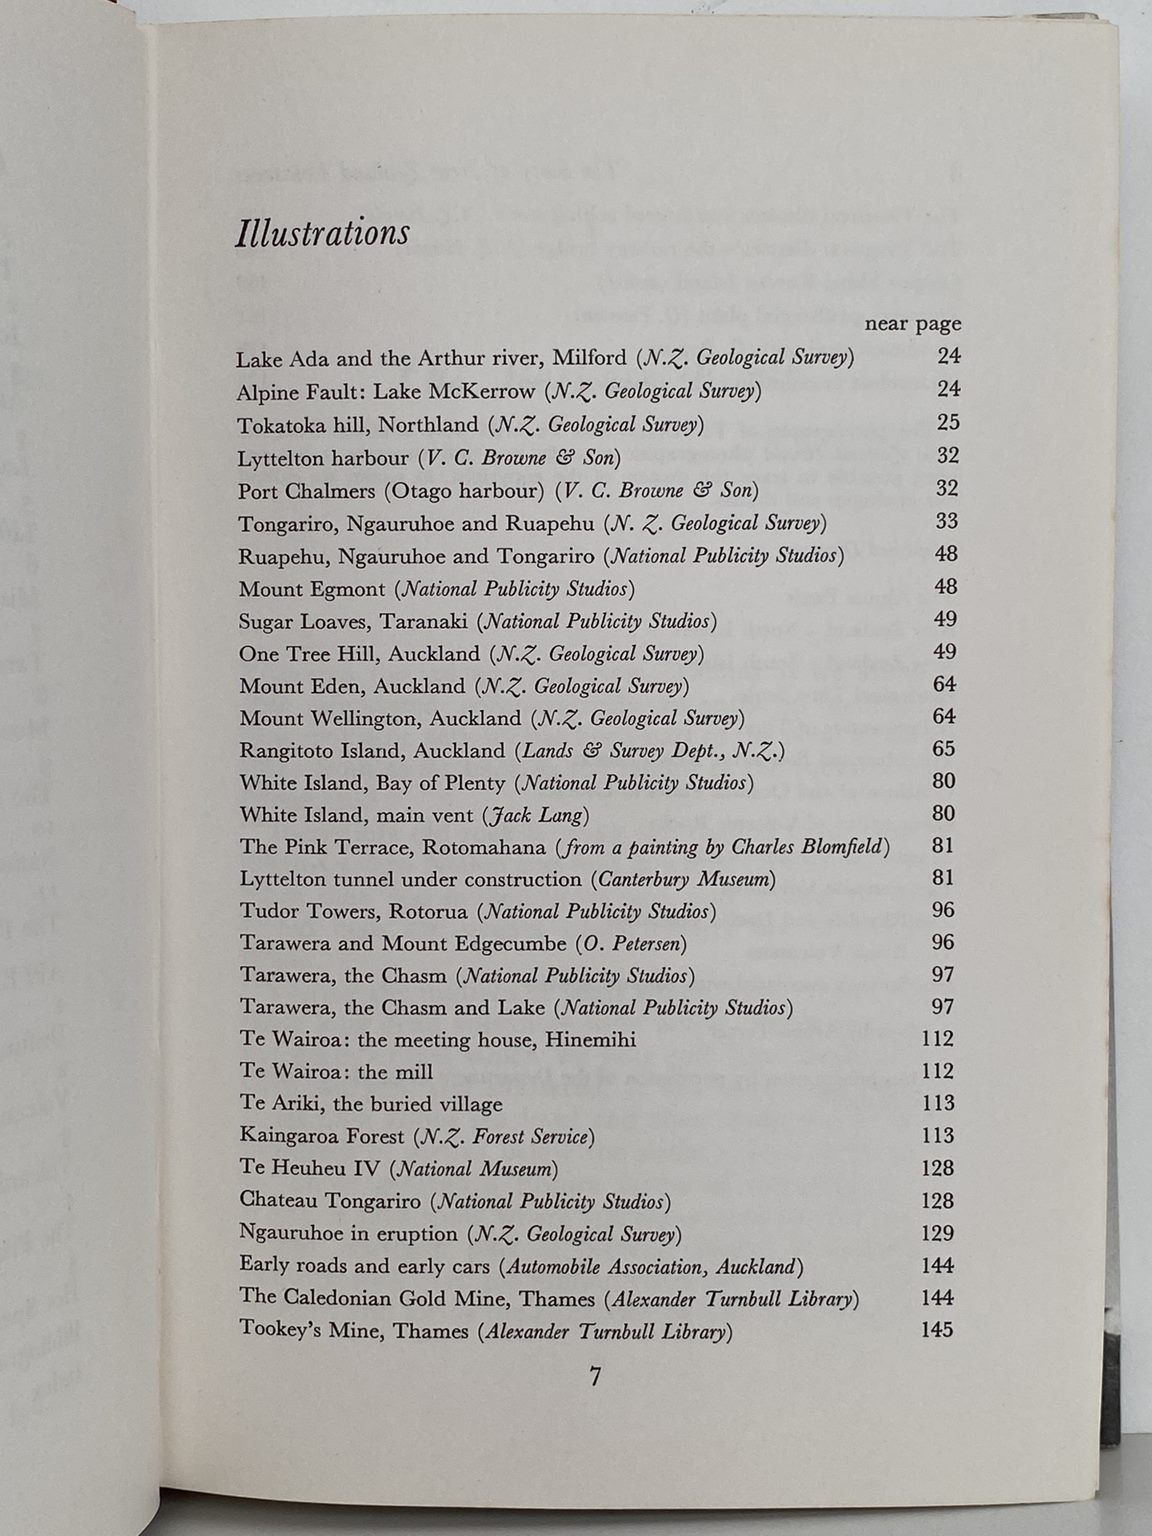 Illustrations
near page
Lake Ada and the Arthur river, Milford (N.Z. Geological Survey) 24
Alpine Fault: Lake McKerrow (N.Z. Geological Survey) 24
Tokatoka hill, Northland (N.Z. Geological Survey) 25
Lyttelton harbour (V. C. Browne & Son) 32
Port Chalmers (Otago harbour) (V. C. Browne & Son) 32
Tongariro, Ngauruhoe and Ruapehu (N. Z. Geological Survey) 33
Ruapehu, Ngauruhoe and Tongariro (National Publicity Studios) 48
Mount Egmont (National Publicity Studios) 48
Sugar Loaves, Taranaki (National Publicity Studios) 49
One Tree Hill, Auckland (N.Z. Geological Survey) 49
Mount Eden, Auckland (N.Z. Geological Survey) 64
Mount Wellington, Auckland (N.Z. Geological Survey) 64
Rangitoto Island, Auckland (Lands & Survey Dept., N.Z.) 65
White Island, Bay of Plenty (National Publicity Studios) 80
White Island, main vent (Jack Lang) 80
The Pink Terrace, Rotomahana (from a painting by Charles Blomfield) 81
Lyttelton tunnel under construction (Canterbury Museum) 81
Tudor Towers, Rotorua (National Publicity Studios) 96
Tarawera and Mount Edgecumbe (O. Petersen) 96
Tarawera, the Chasm (National Publicity Studios) 97
Tarawera, the Chasm and Lake (National Publicity Studios) 97
Te Wairoa: the meeting house, Hinemihi 112
Te Wairoa: the mill 112
Te Ariki, the buried village 113
Kaingaroa Forest (N.Z. Forest Service) 113
Te Heuheu IV (National Museum) 128
Chateau Tongariro (National Publicity Studios) 128
Ngauruhoe in eruption (N.Z. Geological Survey) 129
Early roads and early cars (Automobile Association, Auckland) 144
The Caledonian Gold Mine, Thames (Alexander Turnbull Library) 144
Tookey's Mine, Thames (Alexander Turnbull Library) 145
7